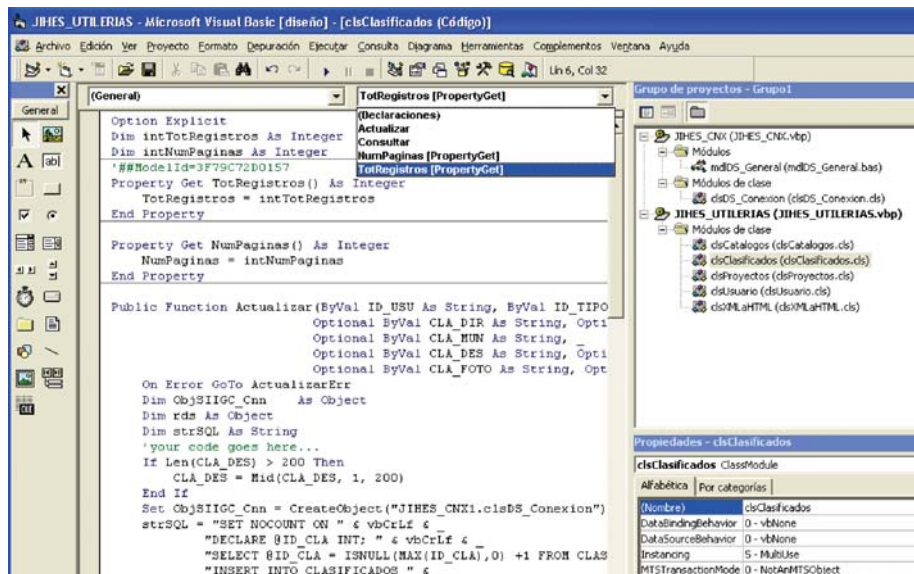 JIHES_UTILERIAS - Microsoft Visual Basic [diseño] - [clsClasificados (Código)]
Archivo Edición Ver Proyecto Formato Depuración Ejecutar Consulta Diagrama Herramientas Complementos Ventana Ayuda
Lín 6, Col 32
General
(General)
TotRegistros [PropertyGet]
(Declaraciones)
Actualizar
Consultar
NumPaginas [PropertyGet]
TotRegistros [PropertyGet]
Option Explicit
Dim intTotRegistros As Integer
Dim intNumPaginas As Integer
'##ModelId=3F79C72D0157
Property Get TotRegistros() As Integer
TotRegistros = intTotRegistros
End Property
Property Get NumPaginas() As Integer
NumPaginas = intNumPaginas
End Property
Public Function Actualizar(ByVal ID_USU As String, ByVal ID_TIPO
Optional ByVal CLA_DIR As String, Opti
Optional ByVal CLA_MUN As String, _
Optional ByVal CLA_DES As String, Opti
Optional ByVal CLA_FOTO As String, Opt
On Error GoTo ActualizarErr
Dim ObjSIIGC_Cnn As Object
Dim rds As Object
Dim strSQL As String
'your code goes here...
If Len(CLA_DES) > 200 Then
CLA_DES = Mid(CLA_DES, 1, 200)
End If
Set ObjSIIGC_Cnn = CreateObject("JIHES_CNX1.clsDS_Conexion")
strSQL = "SET NOCOUNT ON " & vbCrLf & _
"DECLARE @ID_CLA INT; " & vbCrLf & _
"SELECT @ID_CLA = ISNULL(MAX(ID_CLA),0) +1 FROM CLAS
"INSERT INTO CLASIFICADOS " &
Grupo de proyectos - Grupo1
JIHES_CNX (JIHES_CNX.vbp)
Módulos
mdlDS_General (mdlDS_General.bas)
Módulos de clase
clsDS_Conexion (clsDS_Conexion.cls)
JIHES_UTILERIAS (JIHES_UTILERIAS.vbp)
Módulos de clase
clsCatalogos (clsCatalogos.cls)
clsClasificados (clsClasificados.cls)
clsProyectos (clsProyectos.cls)
clsUsuario (clsUsuario.cls)
clsXMLaHTML (clsXMLaHTML.cls)
Propiedades - clsClasificados
clsClasificados ClassModule
Alfabética Por categorías
(Nombre) clsClasificados
DataBindingBehavior 0 - vbNone
DataSourceBehavior 0 - vbNone
Instancing 5 - MultiUse
MTSTransactionMode 0 - NotAnMTSObject